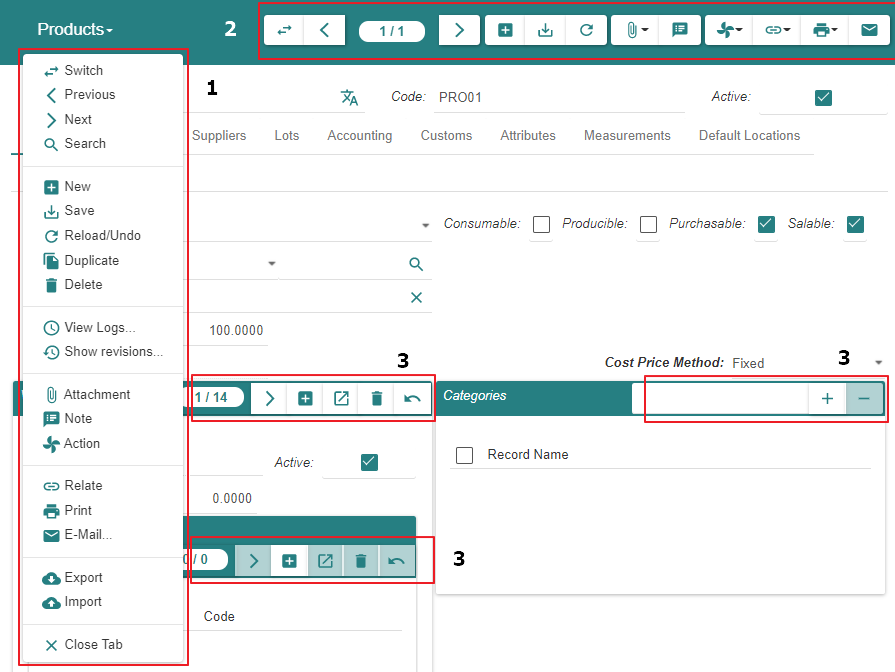 Products
2
1 / 1
Switch
Previous
Next
Search
1
Code: PRO01
Active:
Suppliers Lots Accounting Customs Attributes Measurements Default Locations
New
Save
Reload/Undo
Duplicate
Delete
Consumable: Producible: Purchasable: Salable:
View Logs...
Show revisions...
100.0000
3
Cost Price Method: Fixed
3
Attachment
Note
Action
1 / 14
Categories
Active:
Record Name
Relate
Print
E-Mail...
0.0000
/ 0
3
Export
Import
Code
Close Tab